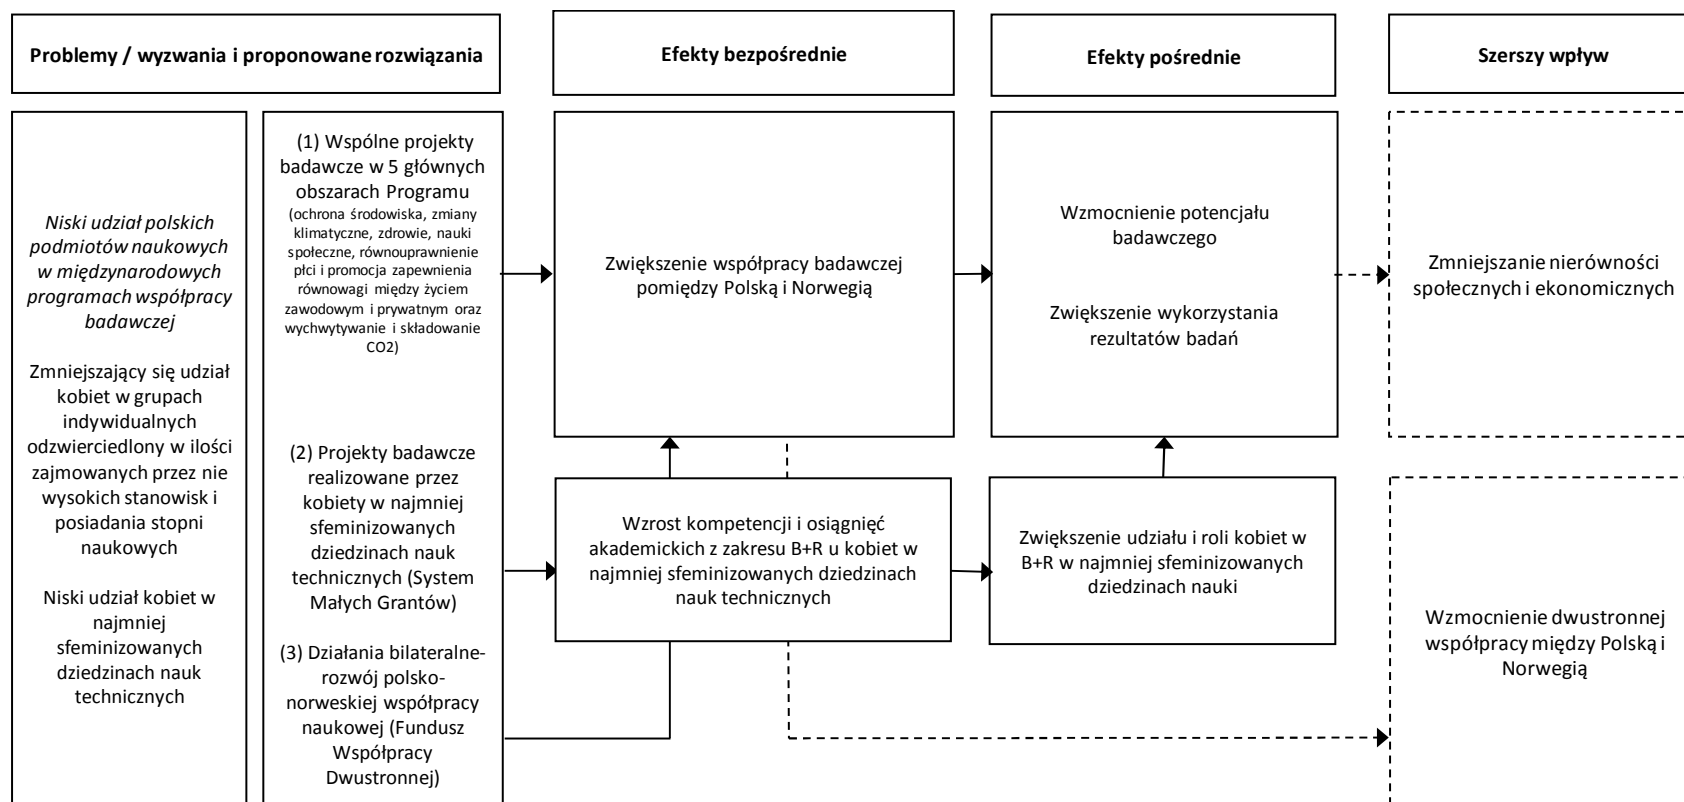 Problemy / wyzwania i proponowane rozwiązania
Efekty bezpośrednie
Efekty pośrednie
Szerszy wpływ
Niski udział polskich
podmiotów naukowych
w międzynarodowych
programach współpracy
badawczej
Zmniejszający się udział
kobiet w grupach
indywidualnych
odzwierciedlony w ilości
zajmowanych przez nie
wysokich stanowisk i
posiadania stopni
naukowych
Niski udział kobiet w
najmniej
sfeminizowanych
dziedzinach nauk
technicznych
(1) Wspólne projekty
badawcze w 5 głównych
obszarach Programu
(ochrona środowiska, zmiany
klimatyczne, zdrowie, nauki
społeczne, równouprawnienie
płci i promocja zapewnienia
równowagi między życiem
zawodowym i prywatnym oraz
wychwytywanie i składowanie
CO2)
(2) Projekty badawcze
realizowane przez
kobiety w najmniej
sfeminizowanych
dziedzinach nauk
technicznych (System
Małych Grantów)
(3) Działania bilateralne-
rozwój polsko-
norweskiej współpracy
naukowej (Fundusz
Współpracy
Dwustronnej)
Zwiększenie współpracy badawczej
pomiędzy Polską i Norwegią
Wzrost kompetencji i osiągnięć
akademickich z zakresu B+R u kobiet w
najmniej sfeminizowanych dziedzinach
nauk technicznych
Wzmocnienie potencjału
badawczego
Zwiększenie wykorzystania
rezultatów badań
Zwiększenie udziału i roli kobiet w
B+R w najmniej sfeminizowanych
dziedzinach nauki
Zmniejszanie nierówności
społecznych i ekonomicznych
Wzmocnienie dwustronnej
współpracy między Polską i
Norwegią